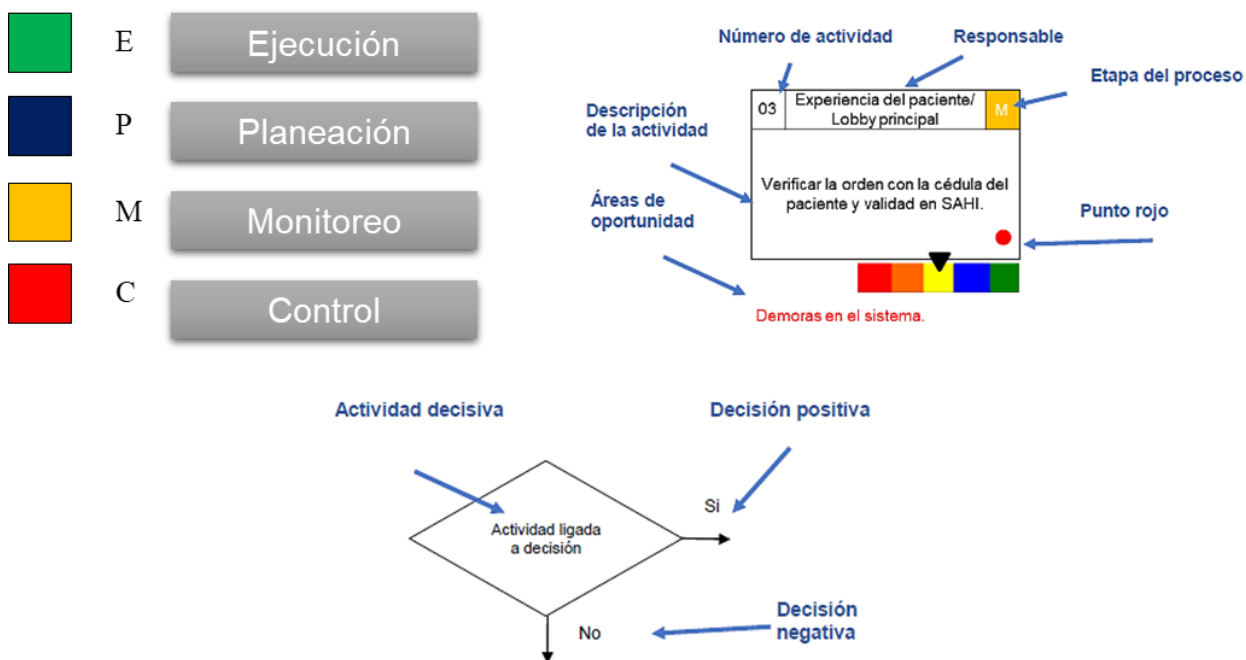 E
Ejecución
P
Planeación
M
Monitoreo
C
Control
Número de actividad
Responsable
Etapa del proceso
Descripción
de la actividad
03
Experiencia del paciente/
Lobby principal
M
Verificar la orden con la cédula del
paciente y validad en SAHI.
Áreas de
oportunidad
Punto rojo
Demoras en el sistema.
Actividad decisiva
Decisión positiva
Actividad ligada
a decisión
Si
No
Decisión
negativa